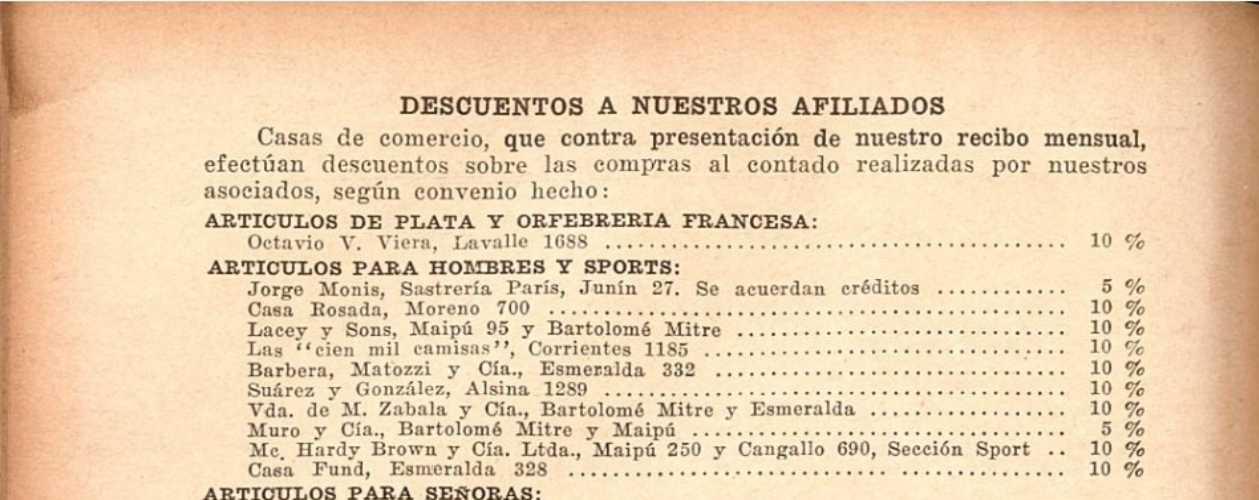 DESCUENTOS A NUESTROS AFILIADOS
Casas de comercio, que contra presentación de nuestro recibo mensual,
efectúan descuentos sobre las compras al contado realizadas por nuestros
asociados, según convenio hecho:
ARTICULOS DE PLATA Y ORFEBRERIA FRANCESA:
Octavio V. Viera, Lavalle 1688 .......................................... 10 %
ARTICULOS PARA HOMBRES Y SPORTS:
Jorge Monis, Sastrería París, Junín 27. Se acuerdan créditos ............ 5 %
Casa Rosada, Moreno 700 ............................................... 10 %
Lacey y Sons, Maipú 95 y Bartolomé Mitre .............................. 10 %
Las "cien mil camisas", Corrientes 1185 ................................. 10 %
Barbera, Matozzi y Cía., Esmeralda 332 ................................ 10 %
Suárez y González, Alsina 1289 ........................................... 10 %
Vda. de M. Zabala y Cía., Bartolomé Mitre y Esmeralda .................. 10 %
Muro y Cía., Bartolomé Mitre y Maipú .................................. 5 %
Mc. Hardy Brown y Cía. Ltda., Maipú 250 y Cangallo 690, Sección Sport .. 10 %
Casa Fund, Esmeralda 328 ............................................. 10 %
ARTICULOS PARA SEÑORAS: